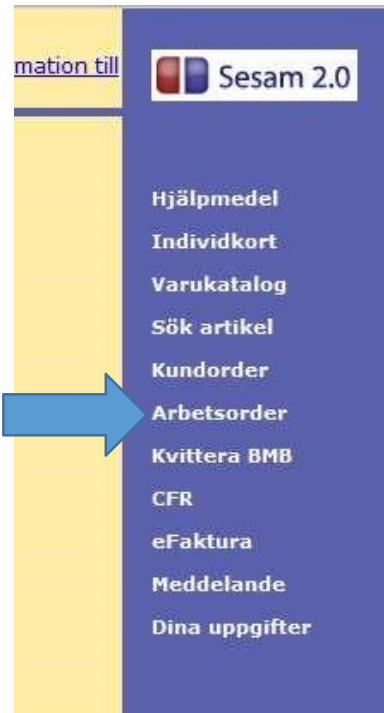 mation till
Sesam 2.0
Hjälpmedel
Individkort
Varukatalog
Sök artikel
Kundorder
Arbetsorder
Kvittera BMB
CFR
eFaktura
Meddelande
Dina uppgifter